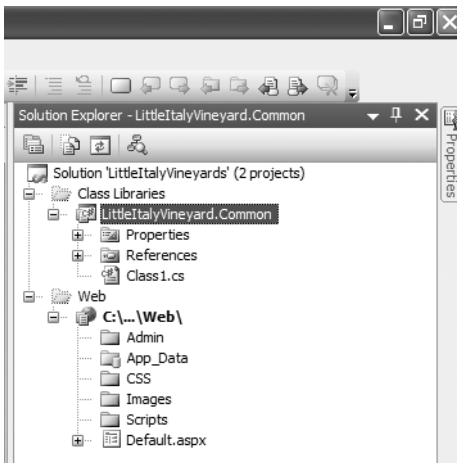 Solution Explorer - LittleItalyVineyard.Common
Properties
Solution 'LittleItalyVineyards' (2 projects)
Class Libraries
LittleItalyVineyard.Common
Properties
References
Class1.cs
Web
C:\...\Web\
Admin
App_Data
CSS
Images
Scripts
Default.aspx